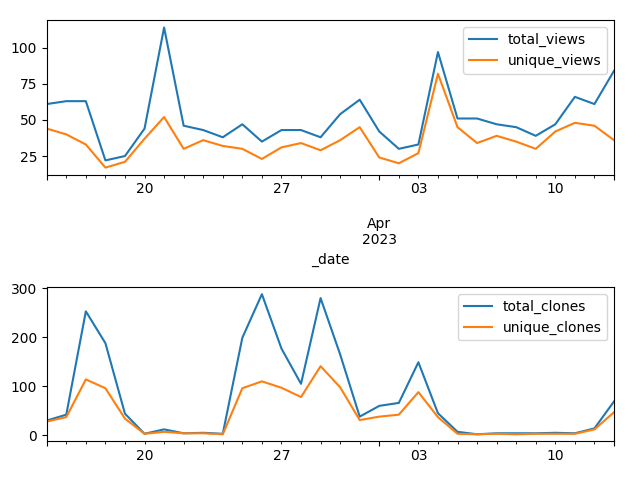 100
75
50
25
total_views
unique_views
20
27
03
10
Apr
2023
_date
300
200
100
0
total_clones
unique_clones
20
27
03
10